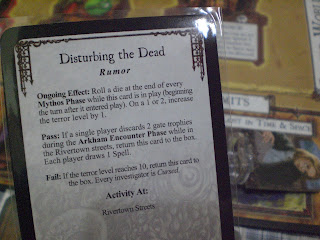 Disturbing the Dead
Rumor
Ongoing Effect: Roll a die at the end of every
Mythos Phase while this card is in play (beginning
the turn after it entered play). On a 1 or 2, increase
the terror level by 1.
Pass: If a single player discards 2 gate trophies
during the Arkham Encounter Phase while in
the Rivertown streets, return this card to the box.
Each player draws 1 Spell.
Fail: If the terror level reaches 10, return this card to
the box. Every investigator is Cursed.
Activity At:
Rivertown Streets